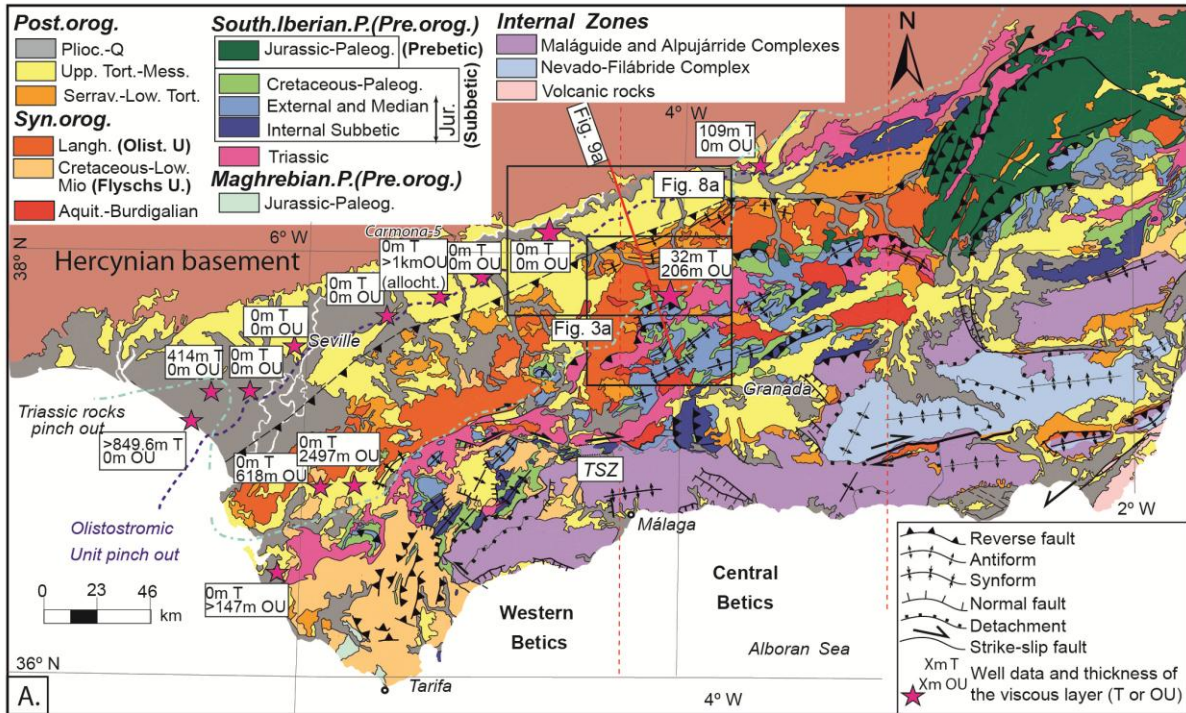 Post.orog.
Plioc.-Q
Upp. Tort.-Mess.
Serrav.-Low. Tort.
Syn.orog.
Langh. (Olist. U)
Cretaceous-Low.
Mio (Flyschs U.)
Aquit.-Burdigalian
South.Iberian.P.(Pre.orog.)
Jurassic-Paleog. (Prebetic)
Cretaceous-Paleog.
External and Median
Internal Subbetic
Jur.
(Subbetic)
Triassic
Maghrebian.P.(Pre.orog.)
Jurassic-Paleog.
Internal Zones
Maláguide and Alpujárride Complexes
Nevado-Filábride Complex
Volcanic rocks
N
4º W
109m T
0m OU
Fig. 9a
Fig. 8a
6º W
38º N
Hercynian basement
Carmona-5
0m T
>1kmOU
(allocht.)
0m T
0m OU
0m T
0m OU
32m T
206m OU
0m T
0m OU
0m T
0m OU
Seville
Fig. 3a
414m T
0m OU
0m T
0m OU
Granada
Triassic rocks
pinch out
>849.6m T
0m OU
0m T
618m OU
0m T
2497m OU
TSZ
Olistostromic
Unit pinch out
Málaga
2º W
0 23 46
km
0m T
>147m OU
Western
Betics
Central
Betics
Alboran Sea
36º N
Tarifa
4º W
A.
Reverse fault
Antiform
Synform
Normal fault
Detachment
Strike-slip fault
Xm T
Xm OU
Well data and thickness of
the viscous layer (T or OU)